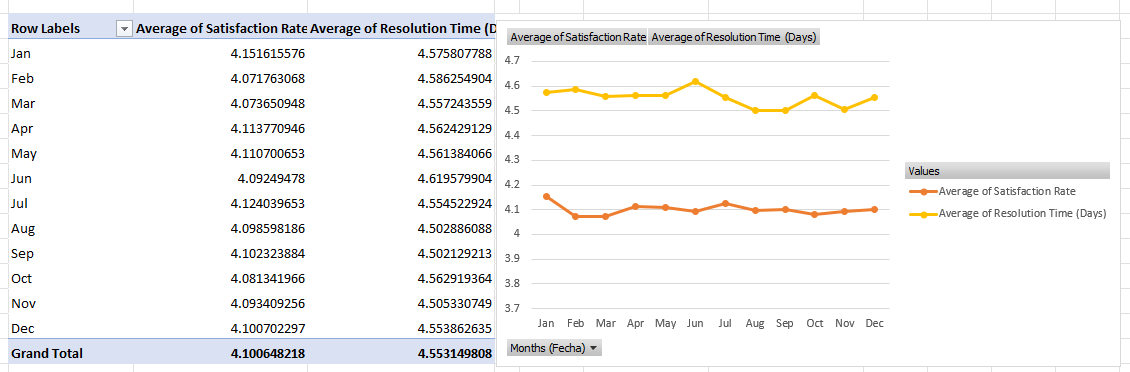 Row Labels Average of Satisfaction Rate Average of Resolution Time (D
Jan 4.151615576 4.575807788
Feb 4.071763068 4.586254904
Mar 4.073650948 4.557243559
Apr 4.113770946 4.562429129
May 4.110700653 4.561384066
Jun 4.09249478 4.619579904
Jul 4.124039653 4.554522924
Aug 4.098598186 4.502886088
Sep 4.102323884 4.502129213
Oct 4.081341966 4.562919364
Nov 4.093409256 4.505330749
Dec 4.100702297 4.553862635
Grand Total 4.100648218 4.553149808
Average of Satisfaction Rate Average of Resolution Time (Days)
4.7
4.6
4.5
4.4
4.3
4.2
4.1
4
3.9
3.8
3.7
Jan Feb Mar Apr May Jun Jul Aug Sep Oct Nov Dec
Months (Fecha)
Values
Average of Satisfaction Rate
Average of Resolution Time (Days)